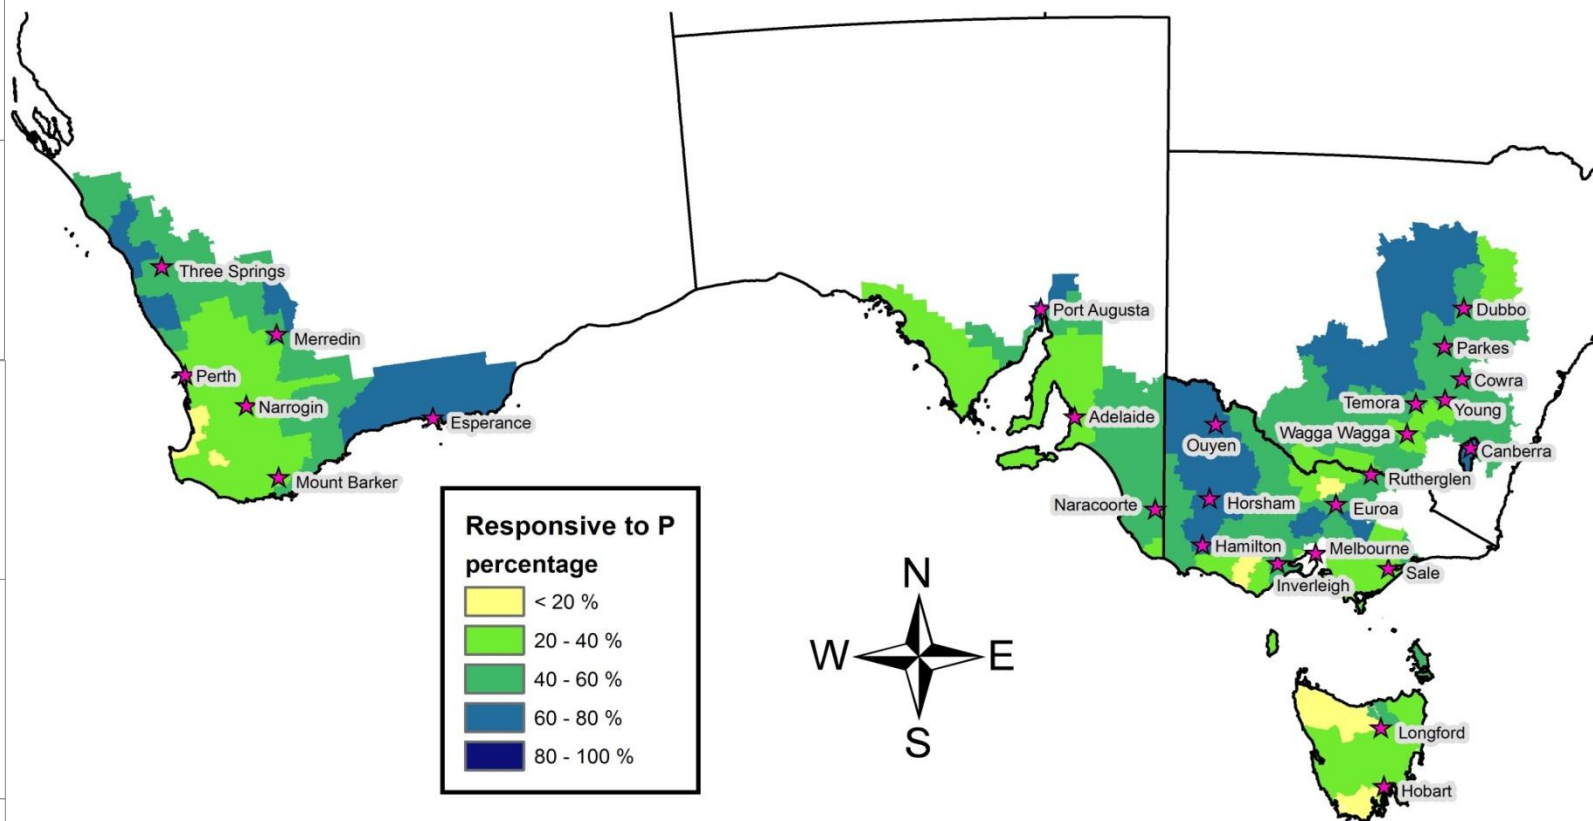 Three Springs
Merredin
Perth
Narrogin
Esperance
Mount Barker
Port Augusta
Adelaide
Naracoorte
Dubbo
Parkes
Cowra
Temora
Young
Wagga Wagga
Ouyen
Canberra
Rutherglen
Horsham
Euroa
Hamilton
Melbourne
Sale
Inverleigh
Longford
Hobart
Responsive to P
percentage
< 20 %
20 - 40 %
40 - 60 %
60 - 80 %
80 - 100 %
N
W E
S